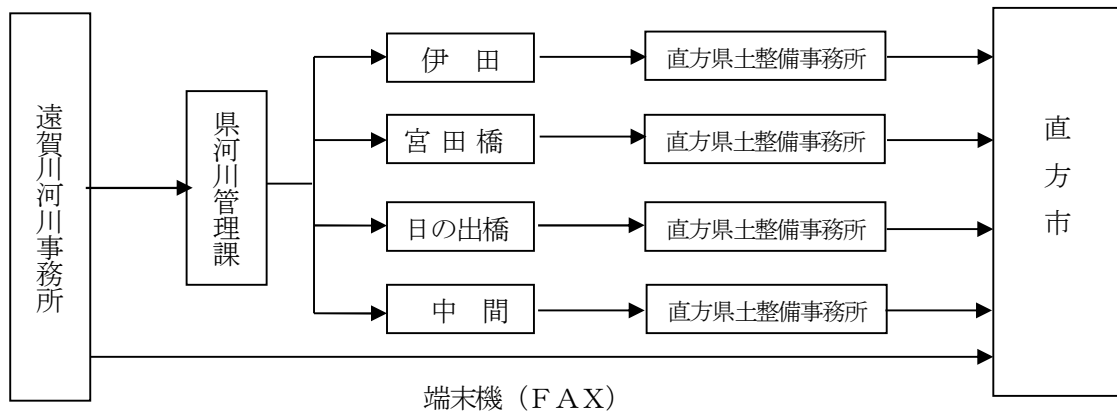 遠賀川河川事務所
県河川管理課
伊　田
直方県土整備事務所
宮 田 橋
直方県土整備事務所
日の出橋
直方県土整備事務所
中　間
直方県土整備事務所
直方市
端末機（ＦＡＸ）